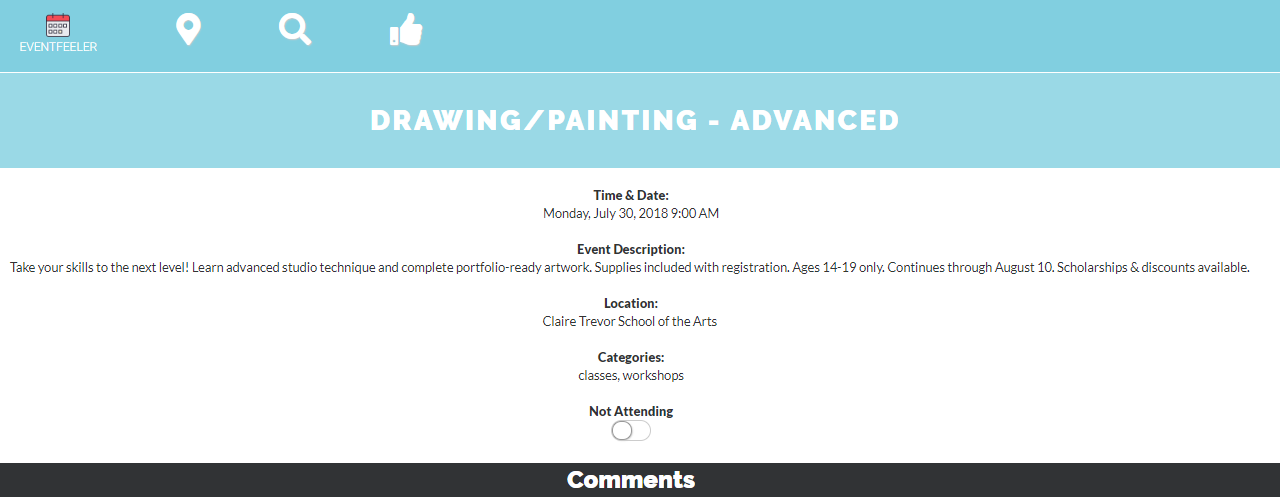 EVENTFEELER
DRAWING/PAINTING - ADVANCED
Time & Date:
Monday, July 30, 2018 9:00 AM
Event Description:
Take your skills to the next level! Learn advanced studio technique and complete portfolio-ready artwork. Supplies included with registration. Ages 14-19 only. Continues through August 10. Scholarships & discounts available.
Location:
Claire Trevor School of the Arts
Categories:
classes, workshops
Not Attending
Comments